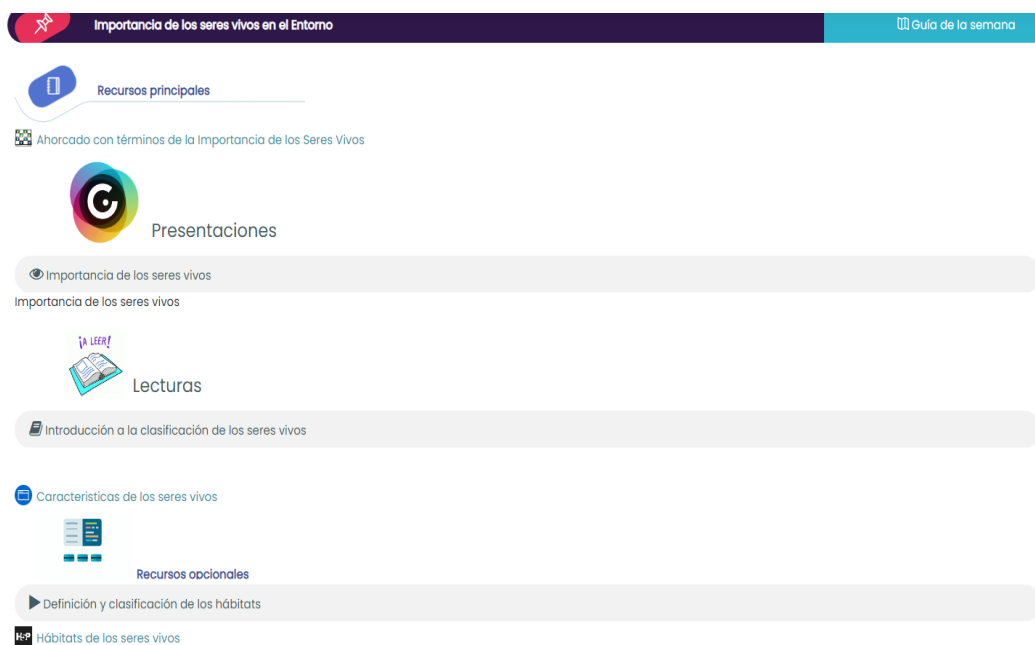 Importancia de los seres vivos en el Entorno
Guía de la semana
Recursos principales
Ahorcado con términos de la Importancia de los Seres Vivos
Presentaciones
Importancia de los seres vivos
Importancia de los seres vivos
¡A LEER!
Lecturas
Introducción a la clasificación de los seres vivos
Caracteristicas de los seres vivos
Recursos opcionales
Definición y clasificación de los hábitats
H5P Hábitats de los seres vivos